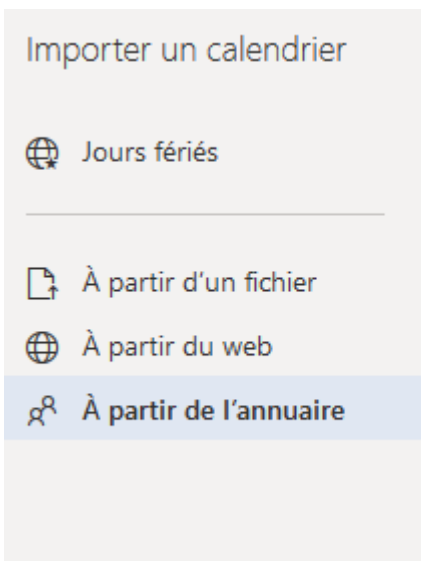 Importer un calendrier
Jours fériés
À partir d’un fichier
À partir du web
À partir de l’annuaire